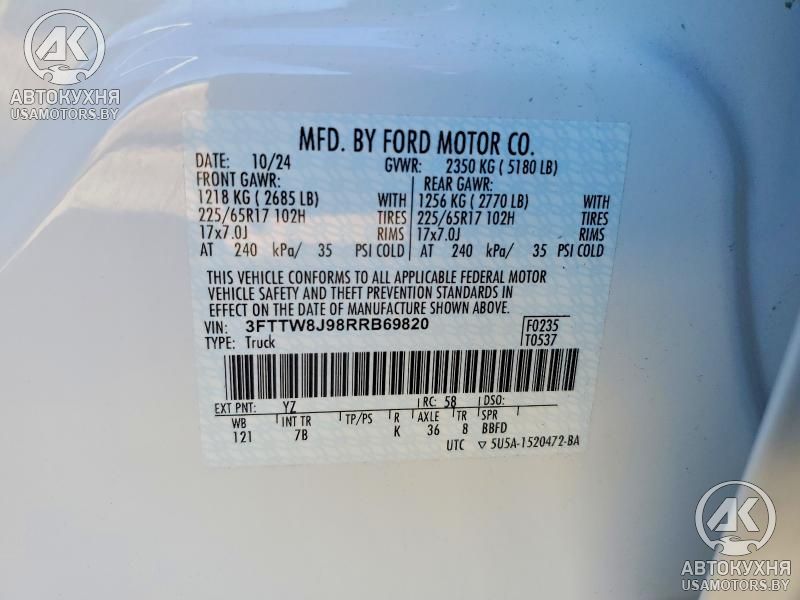 AK
АВТОКУХНЯ
USAMOTORS.BY
MFD. BY FORD MOTOR CO.
DATE: 10/24 GVWR: 2350 KG ( 5180 LB)
FRONT GAWR: REAR GAWR:
1218 KG ( 2685 LB) WITH 1256 KG ( 2770 LB) WITH
225/65R17 102H TIRES 225/65R17 102H TIRES
17x7.0J RIMS 17x7.0J RIMS
AT 240 kPa/ 35 PSI COLD AT 240 kPa/ 35 PSI COLD
THIS VEHICLE CONFORMS TO ALL APPLICABLE FEDERAL MOTOR
VEHICLE SAFETY AND THEFT PREVENTION STANDARDS IN
EFFECT ON THE DATE OF MANUFACTURE SHOWN ABOVE.
VIN: 3FTTW8J98RRB69820 F0235
TYPE: Truck T0537
EXT PNT: YZ RC: 58 DSO:
WB INT TR TP/PS R AXLE TR SPR
121 7B K 36 8 BBFD
UTC ▽ 5U5A-1520472-BA
AK
АВТОКУХНЯ
USAMOTORS.BY